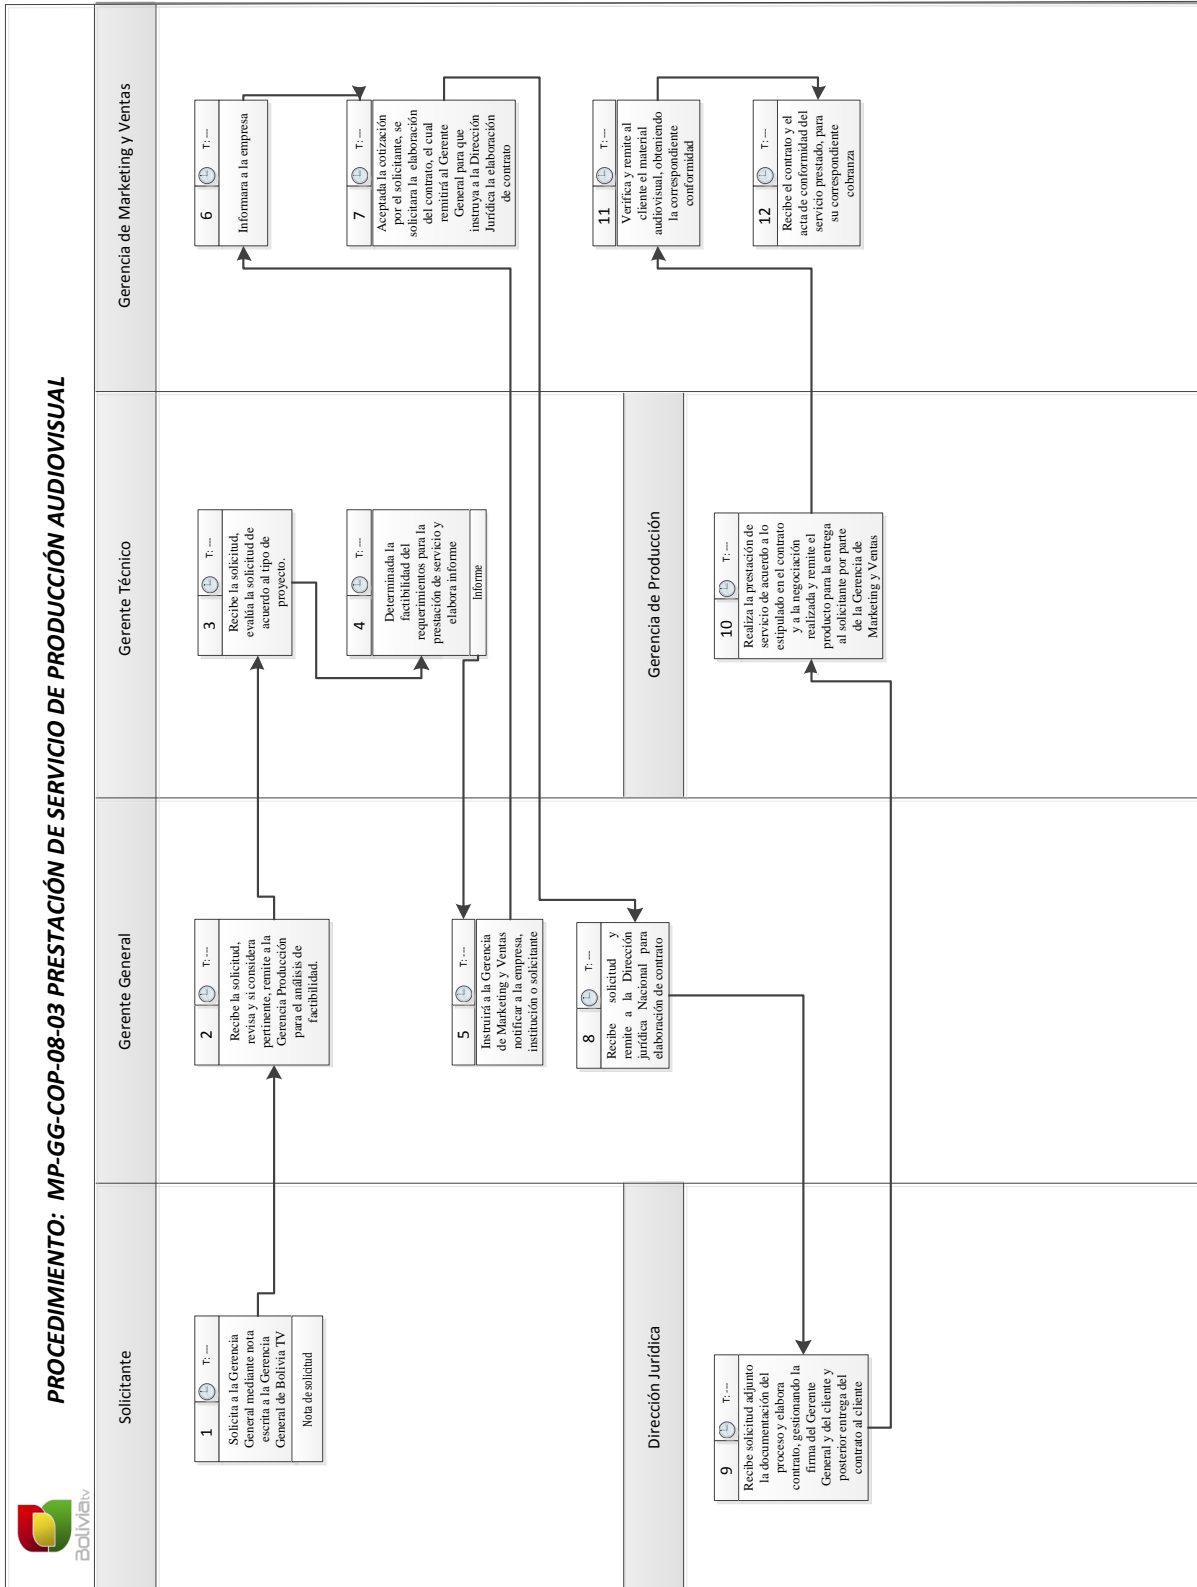 Boliviatv
PROCEDIMIENTO: MP-GG-COP-08-03 PRESTACIÓN DE SERVICIO DE PRODUCCIÓN AUDIOVISUAL
Solicitante
Gerente General
Gerente Técnico
Gerencia de Marketing y Ventas
1 T: ---
Solicita a la Gerencia
General mediante nota
escrita a la Gerencia
General de Bolivia TV
Nota de solicitud
2 T: ---
Recibe la solicitud,
revisa y si considera
pertinente, remite a la
Gerencia Producción
para el análisis de
factibilidad.
3 T: ---
Recibe la solicitud,
evalúa la solicitud de
acuerdo al tipo de
proyecto.
4 T: ---
Determinada la
factibilidad del
requerimientos para la
prestación de servicio y
elabora informe
Informe
5 T: ---
Instruirá a la Gerencia
de Marketing y Ventas
notificar a la empresa,
institución o solicitante
6 T: ---
Informara a la empresa
7 T: ---
Aceptada la cotización
por el solicitante, se
solicitara la elaboración
del contrato, el cual
remitirá al Gerente
General para que
instruya a la Dirección
Jurídica la elaboración
de contrato
8 T: ---
Recibe solicitud y
remite a la Dirección
jurídica Nacional para
elaboración de contrato
Dirección Jurídica
Gerencia de Producción
9 T: ---
Recibe solicitud adjunto
la documentación del
proceso y elabora
contrato, gestionando la
firma del Gerente
General y del cliente y
posterior entrega del
contrato al cliente
10 T: ---
Realiza la prestación de
servicio de acuerdo a lo
estipulado en el contrato
y a la negociación
realizada y remite el
producto para la entrega
al solicitante por parte
de la Gerencia de
Marketing y Ventas
11 T: ---
Verifica y remite al
cliente el material
audiovisual, obteniendo
la correspondiente
conformidad
12 T: ---
Recibe el contrato y el
acta de conformidad del
servicio prestado, para
su correspondiente
cobranza